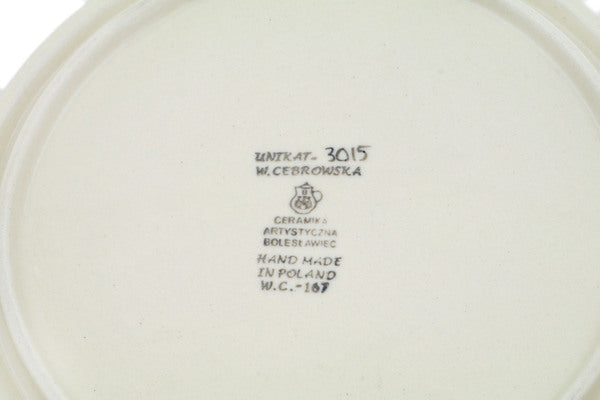 UNIKAT- 3015
W. CEBROWSKA
CERAMIKA
ARTYSTYCZNA
BOLESŁAWIEC
HAND MADE
IN POLAND
W.C.-167